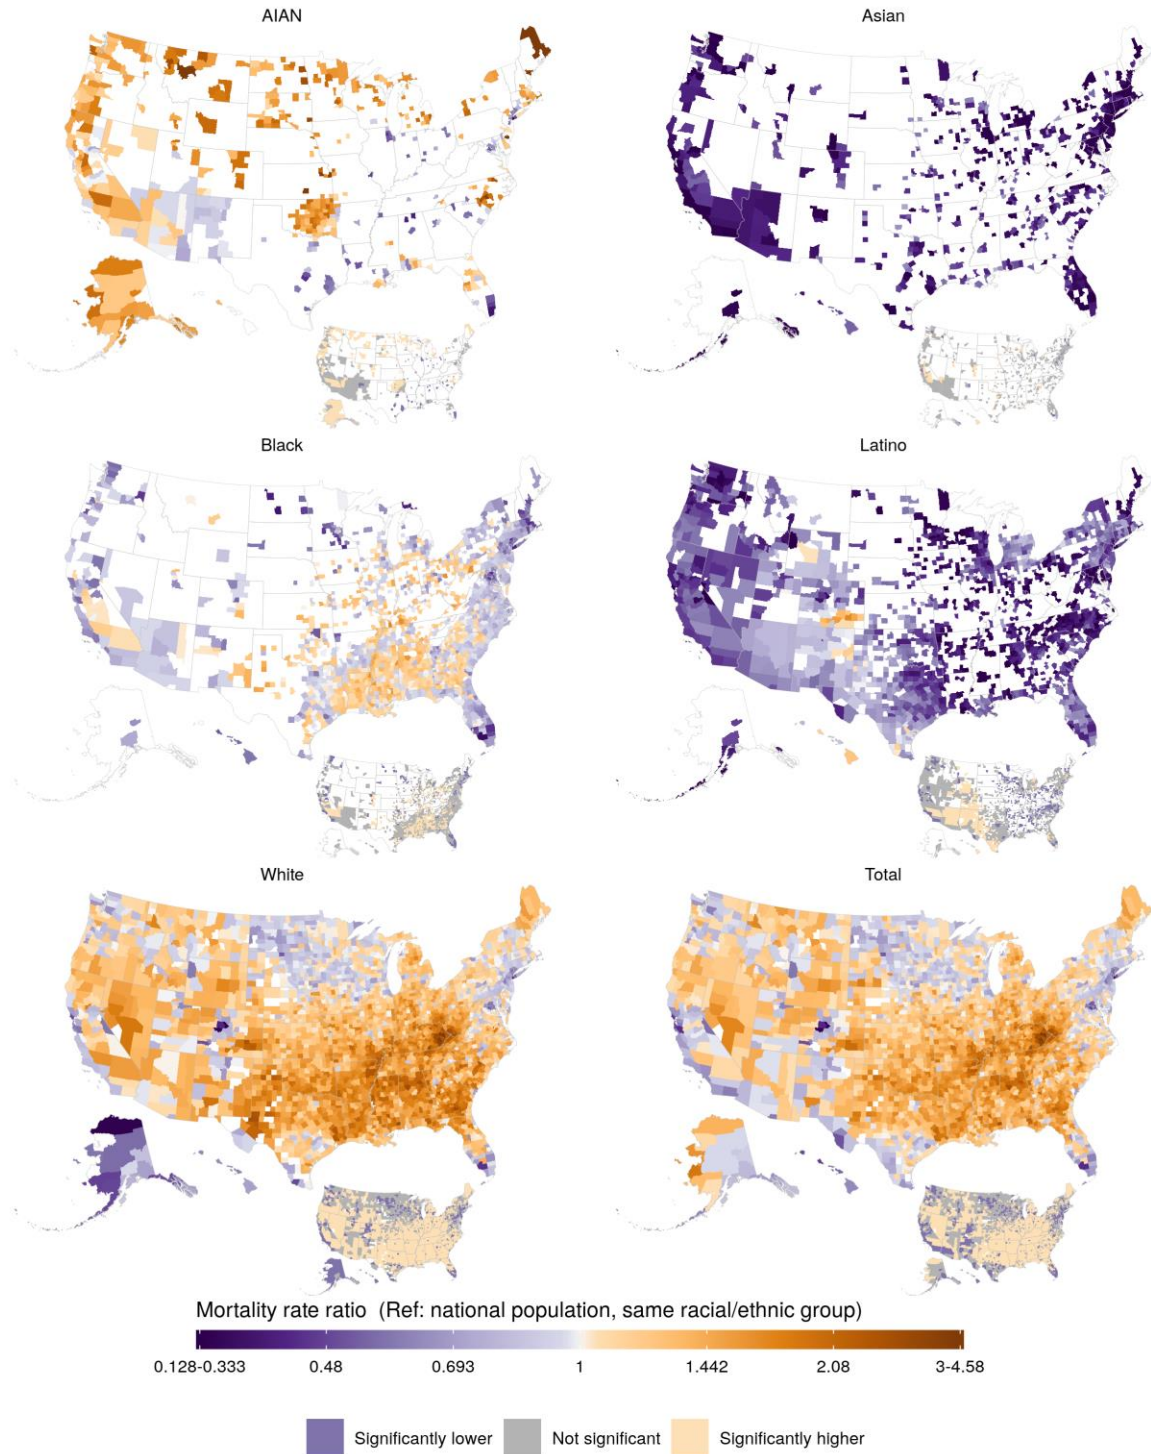 AIAN
Asian
Black
Latino
White
Total
Mortality rate ratio (Ref: national population, same racial/ethnic group)
0.128-0.333 0.48 0.693 1 1.442 2.08 3-4.58
Significantly lower Not significant Significantly higher